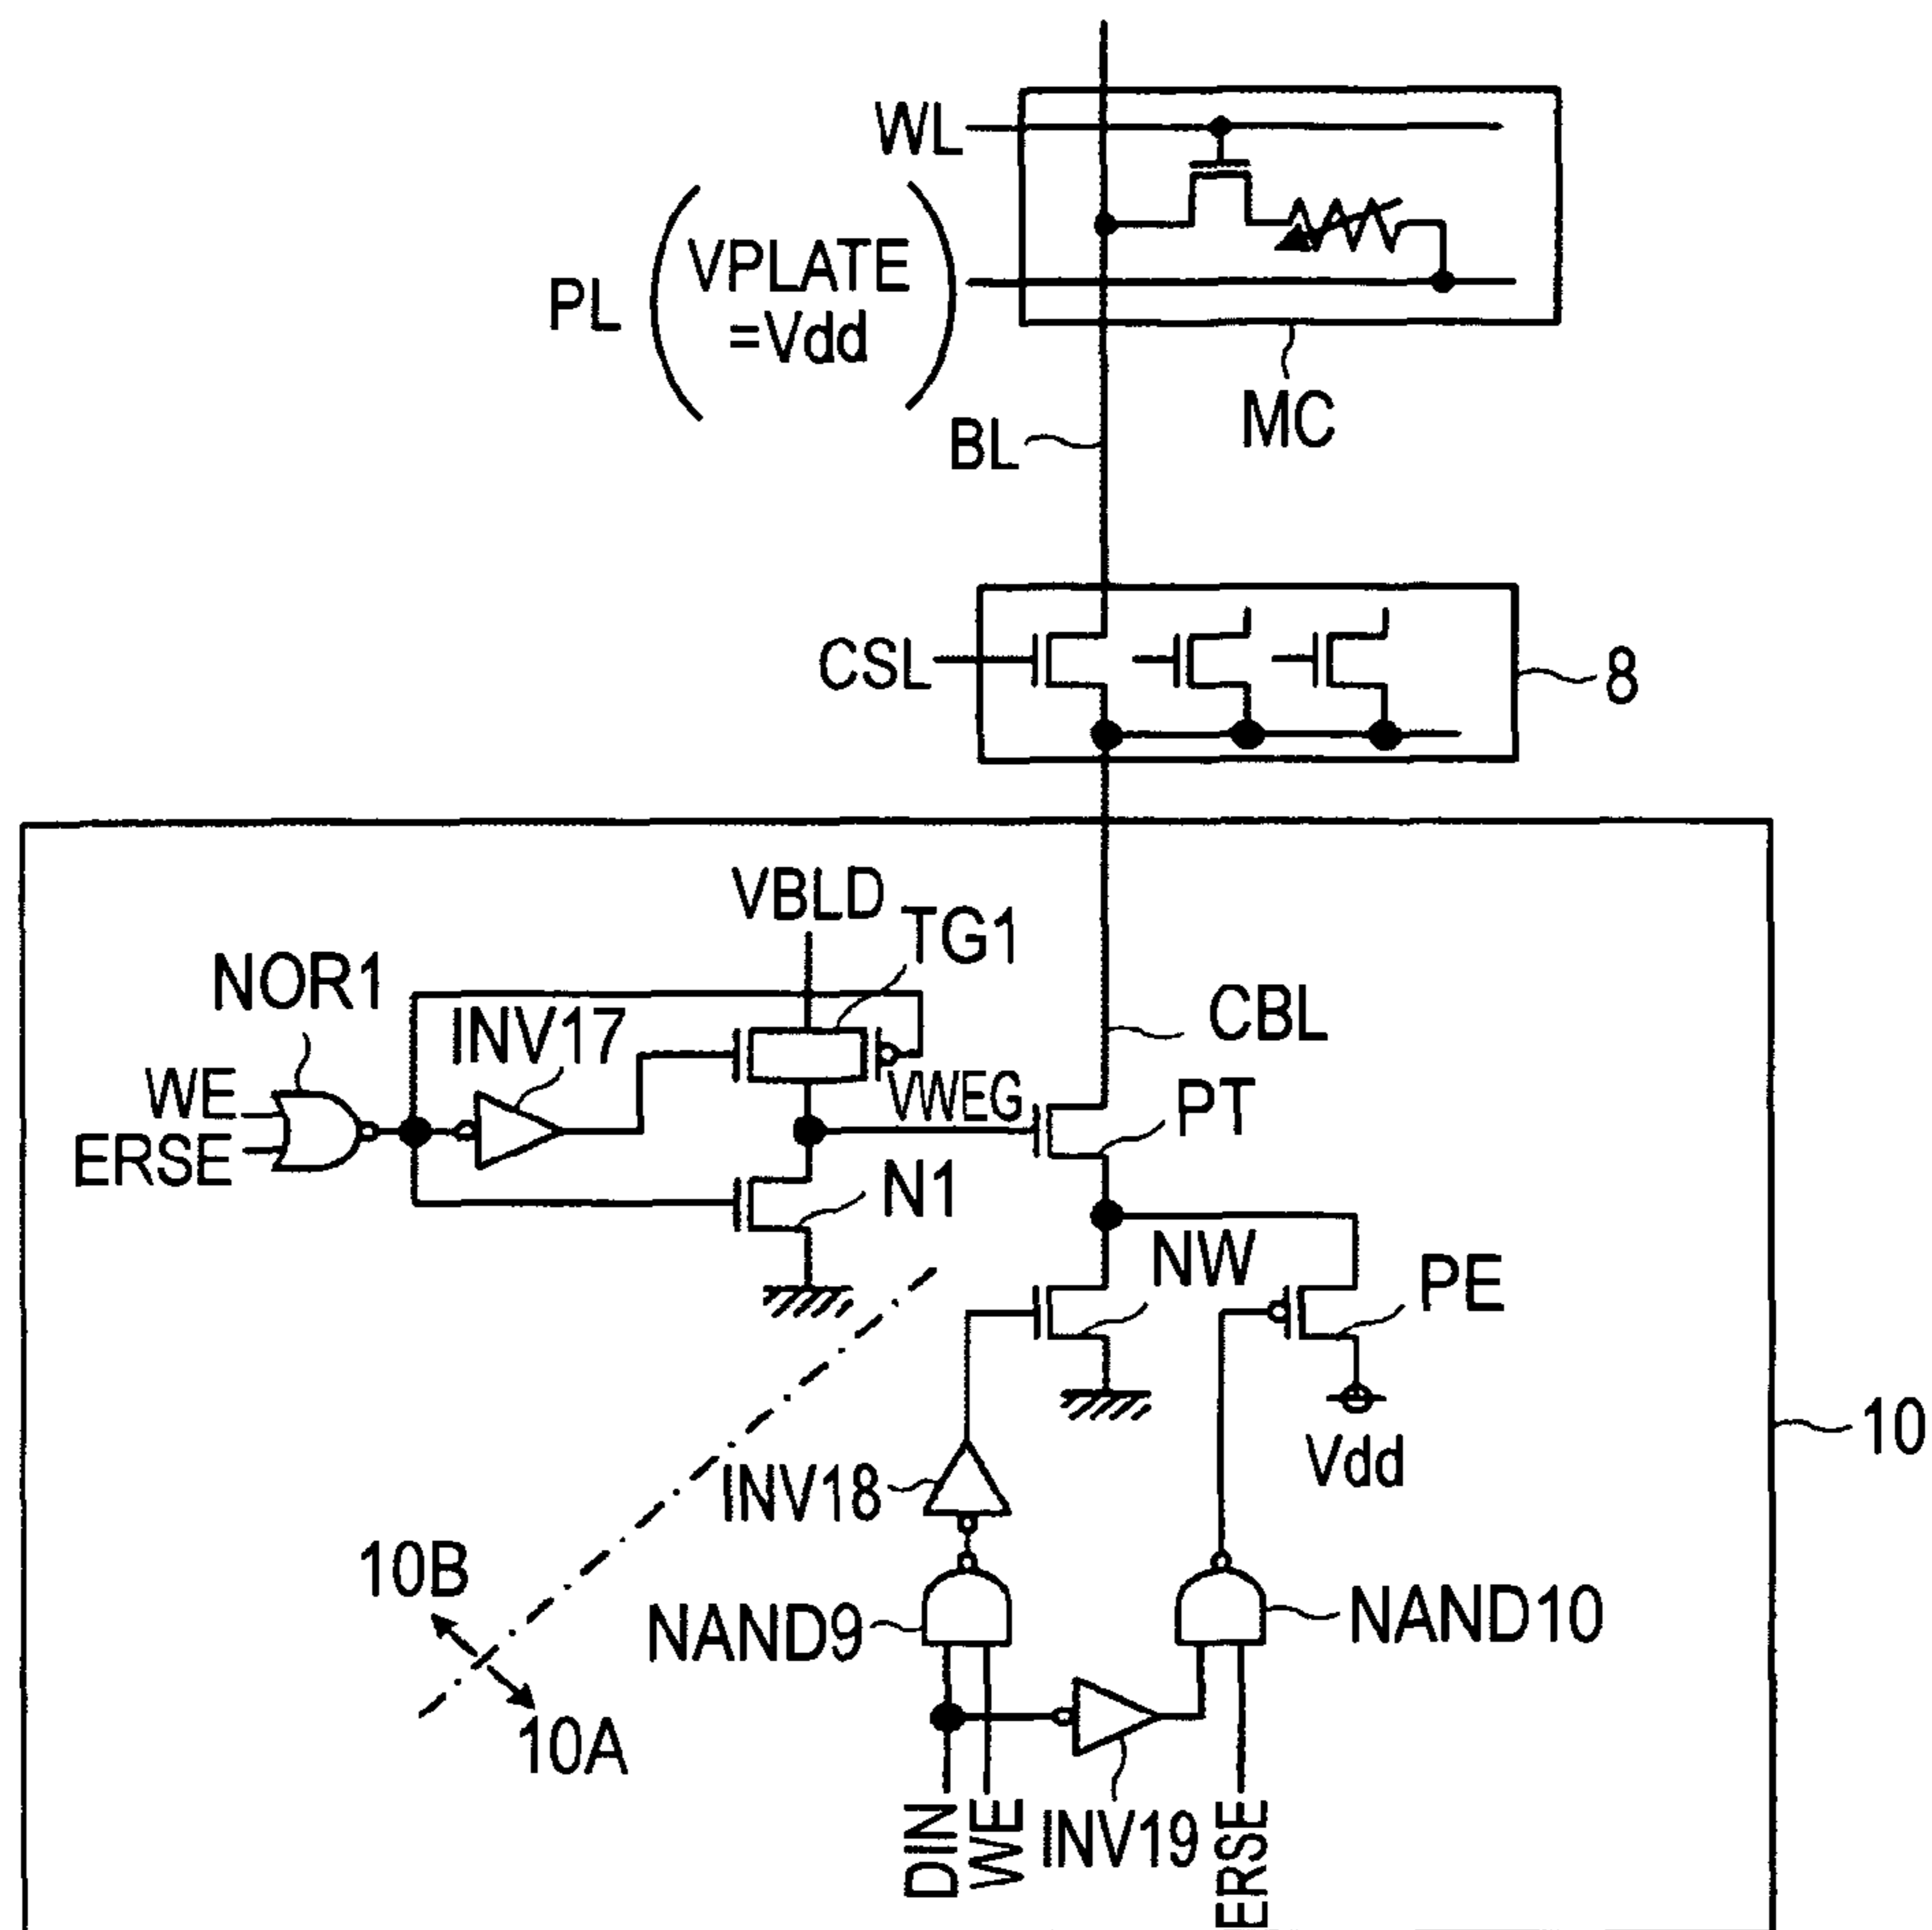 WL
PL
VPLATE
=Vdd
MC
BL
CSL
8
VBLD
TG1
NOR1
INV17
CBL
WE
VWEG
PT
ERSE
N1
NW
PE
10
Vdd
INV18
10B
NAND9
NAND10
10A
DIN
WE
INV19
ERSE